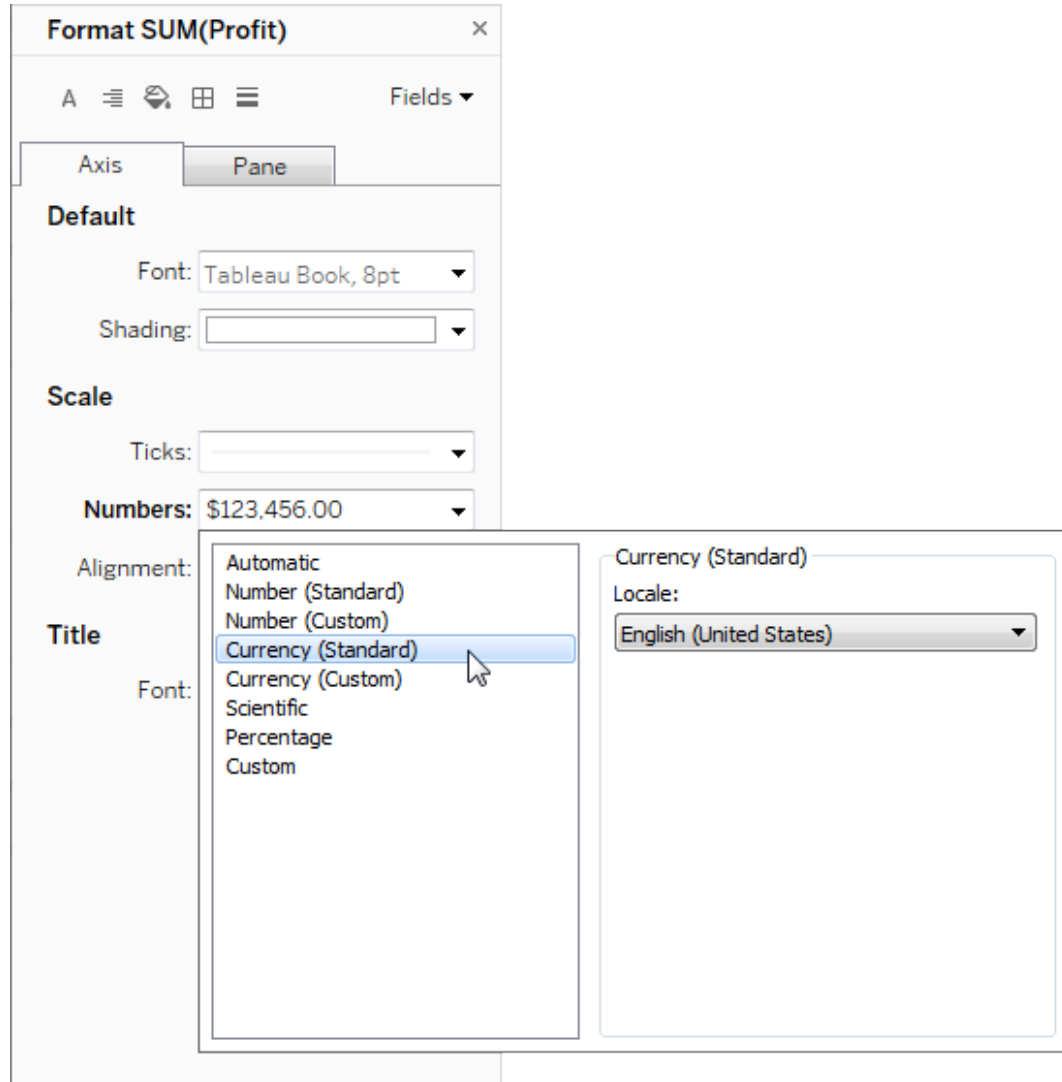 Format SUM(Profit)
A Fields
Axis Pane
Default
Font: Tableau Book, 8pt
Shading:
Scale
Ticks:
Numbers: $123,456.00
Alignment:
Title
Font:
Automatic
Number (Standard)
Number (Custom)
Currency (Standard)
Currency (Custom)
Scientific
Percentage
Custom
Currency (Standard)
Locale:
English (United States)